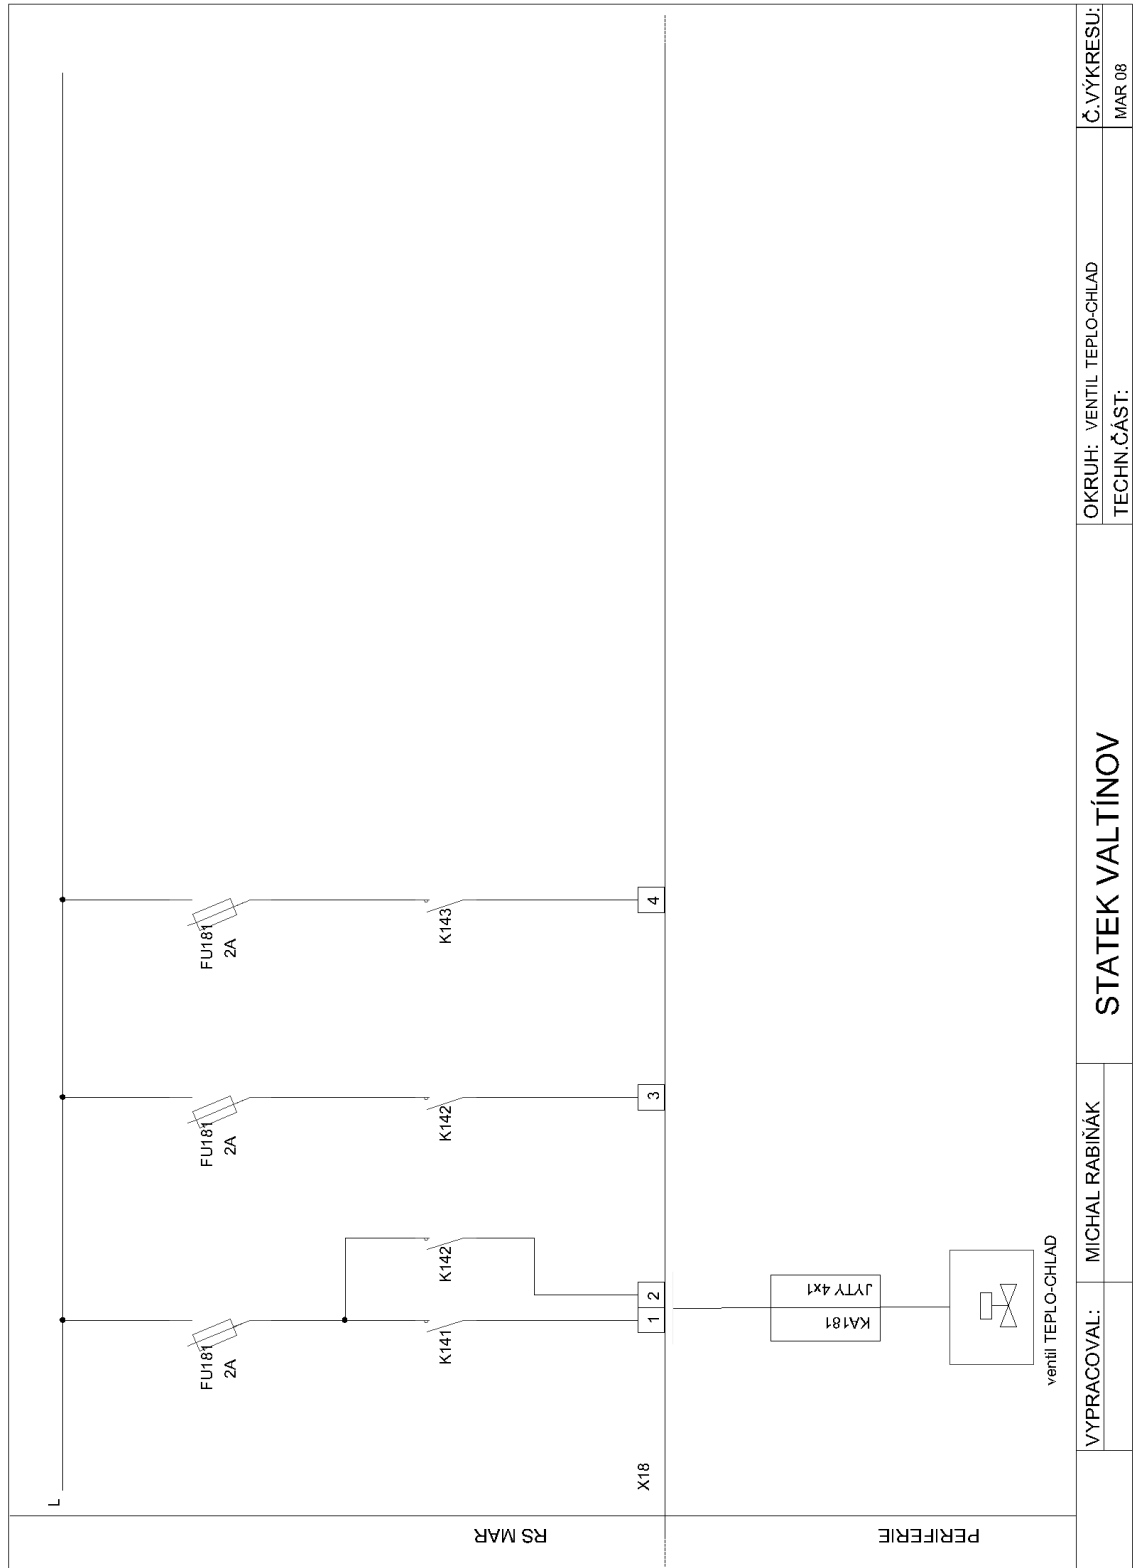 L
FU181
2A
FU181
2A
FU181
2A
K141
K142
K142
K143
RS MAR
X18
1
2
3
4
PERIFERIE
KA181
JYTY 4x1
ventil TEPLO-CHLAD
VYPRACOVAL:
MICHAL RABIŇÁK
STATEK VALTÍNOV
OKRUH: VENTIL TEPLO-CHLAD
TECHN.ČÁST:
Č.VÝKRESU:
MAR 08